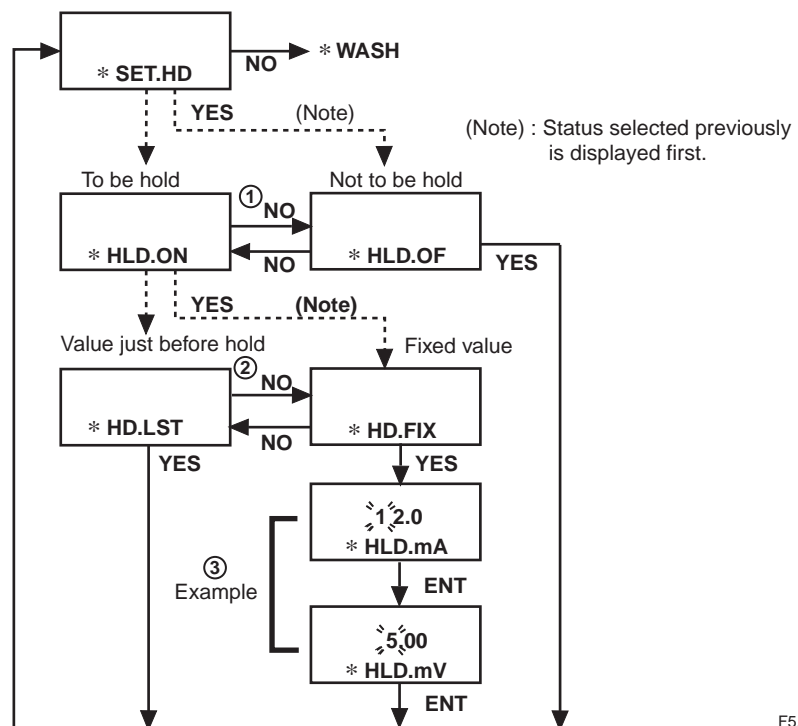 * SET.HD
NO
* WASH
YES
(Note)
(Note) : Status selected previously
is displayed first.
To be hold
Not to be hold
①
NO
* HLD.ON
* HLD.OF
NO
YES
YES
(Note)
Value just before hold
Fixed value
②
NO
* HD.LST
* HD.FIX
NO
YES
YES
12.0
* HLD.mA
③
Example
ENT
5.00
* HLD.mV
ENT
F5